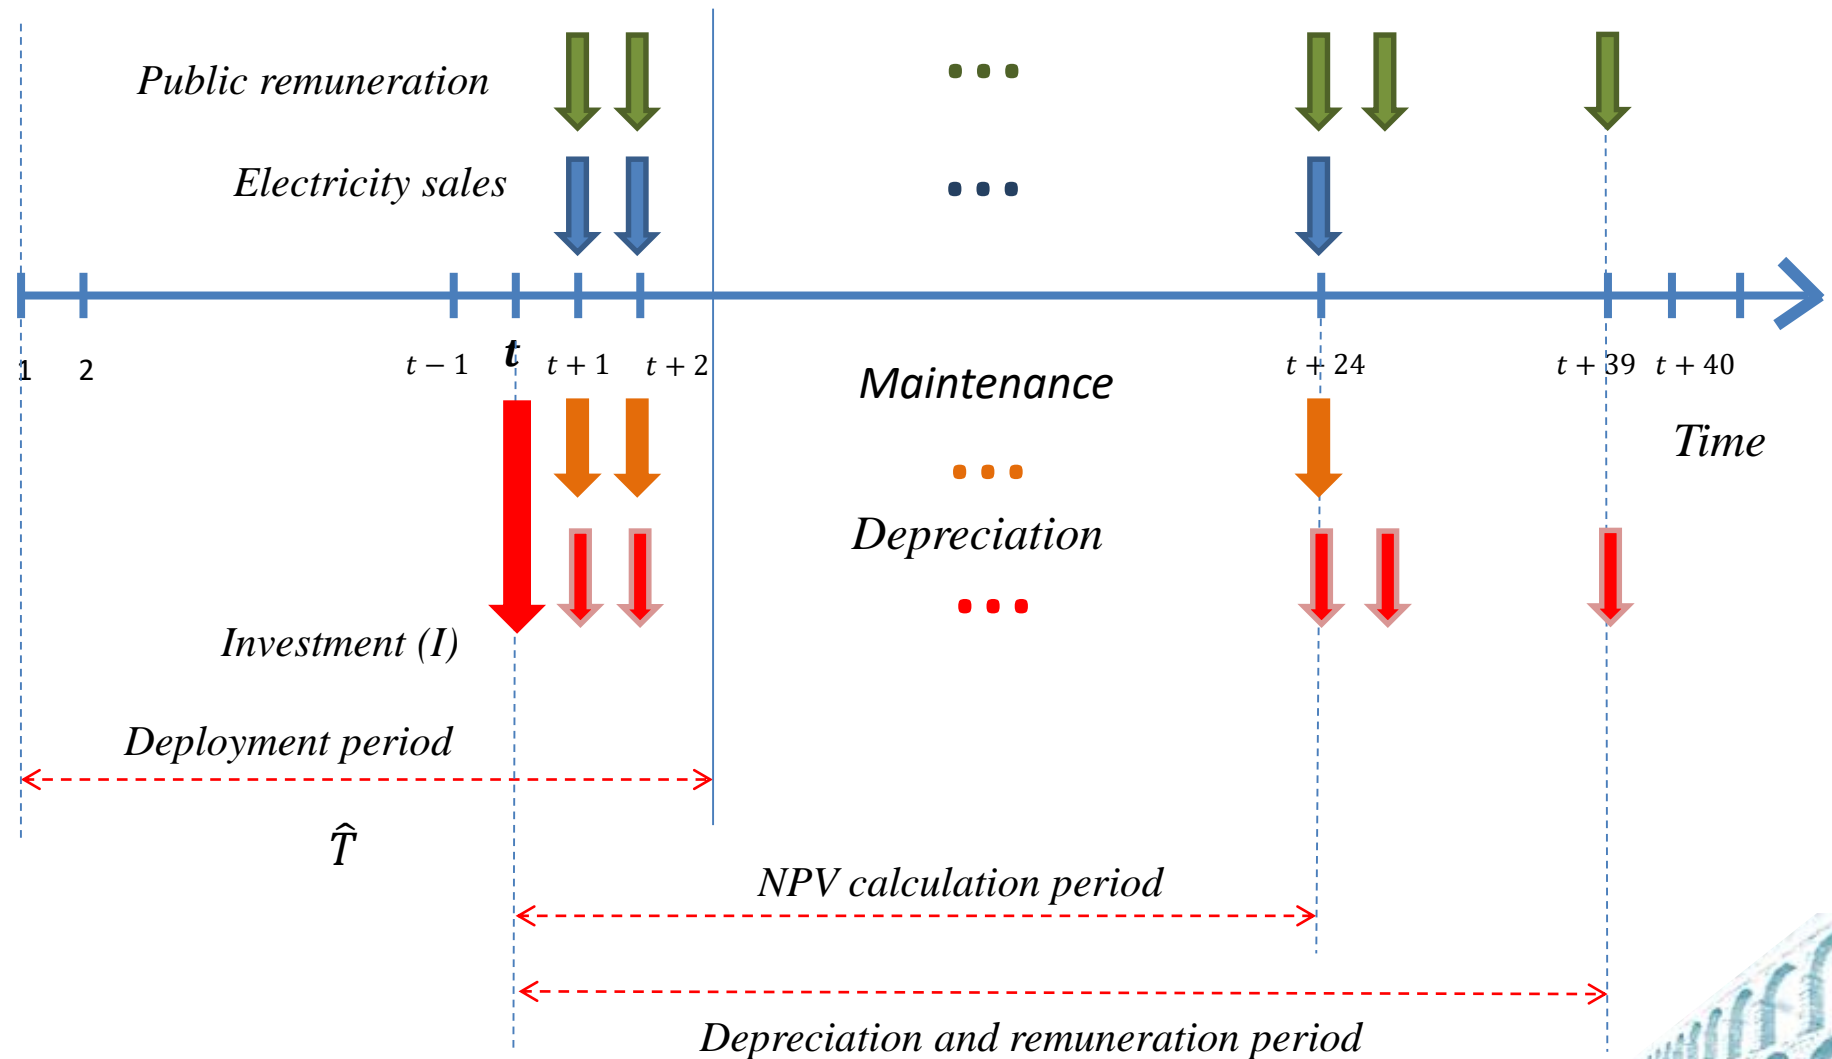 Public remuneration
Electricity sales
1 2 t − 1 t t + 1 t + 2 t + 24 t + 39 t + 40
Maintenance
Time
Depreciation
Investment (I)
Deployment period
T̂
NPV calculation period
Depreciation and remuneration period